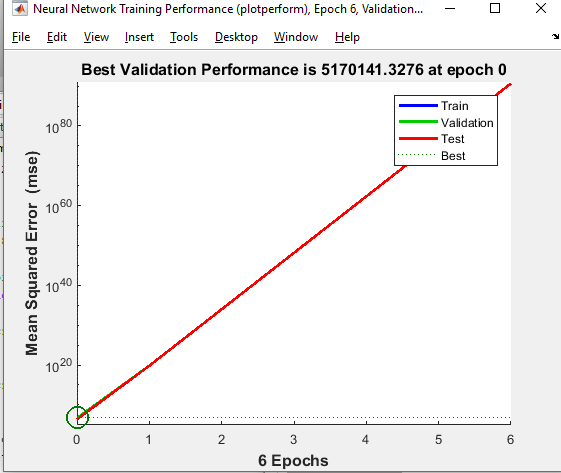 Neural Network Training Performance (plotperform), Epoch 6, Validation...
File Edit View Insert Tools Desktop Window Help
Best Validation Performance is 5170141.3276 at epoch 0
Train
Validation
Test
Best
10^80
10^60
10^40
10^20
Mean Squared Error (mse)
0 1 2 3 4 5 6
6 Epochs